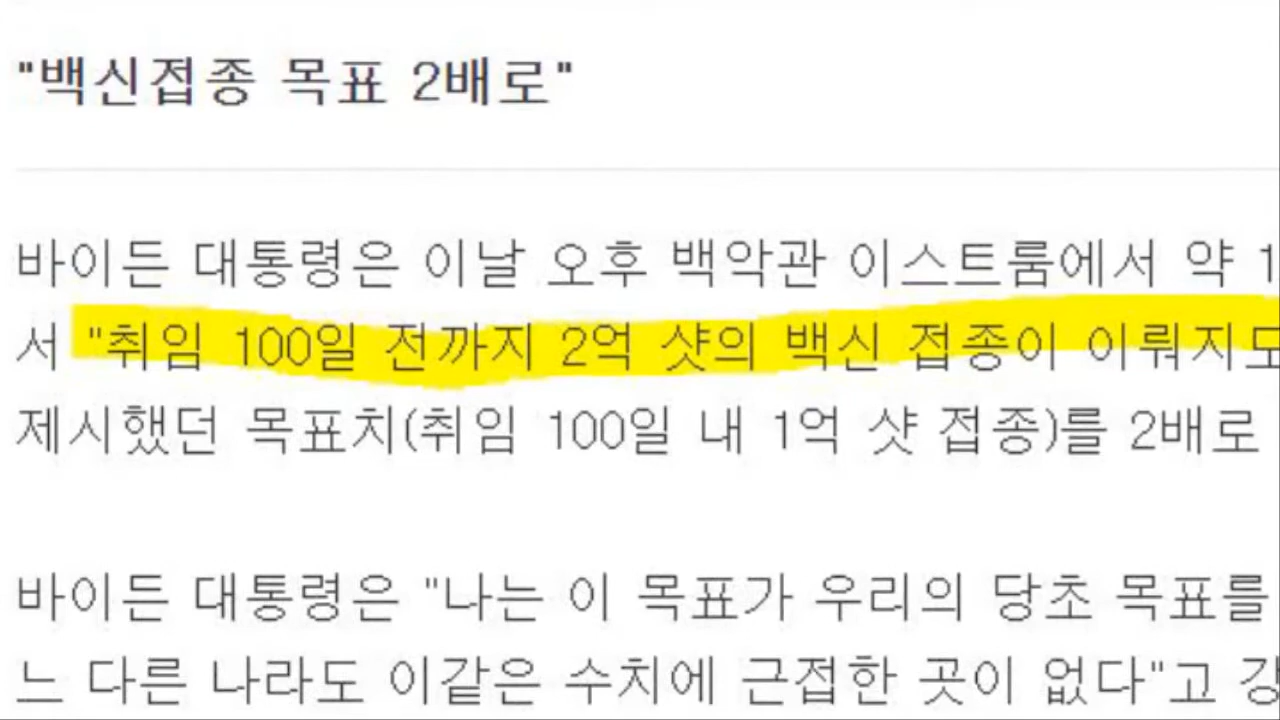 "백신접종 목표 2배로"
바이든 대통령은 이날 오후 백악관 이스트룸에서 약 1
서 "취임 100일 전까지 2억 샷의 백신 접종이 이뤄지도
제시했던 목표치(취임 100일 내 1억 샷 접종)를 2배로
바이든 대통령은 "나는 이 목표가 우리의 당초 목표를
느 다른 나라도 이같은 수치에 근접한 곳이 없다"고 강